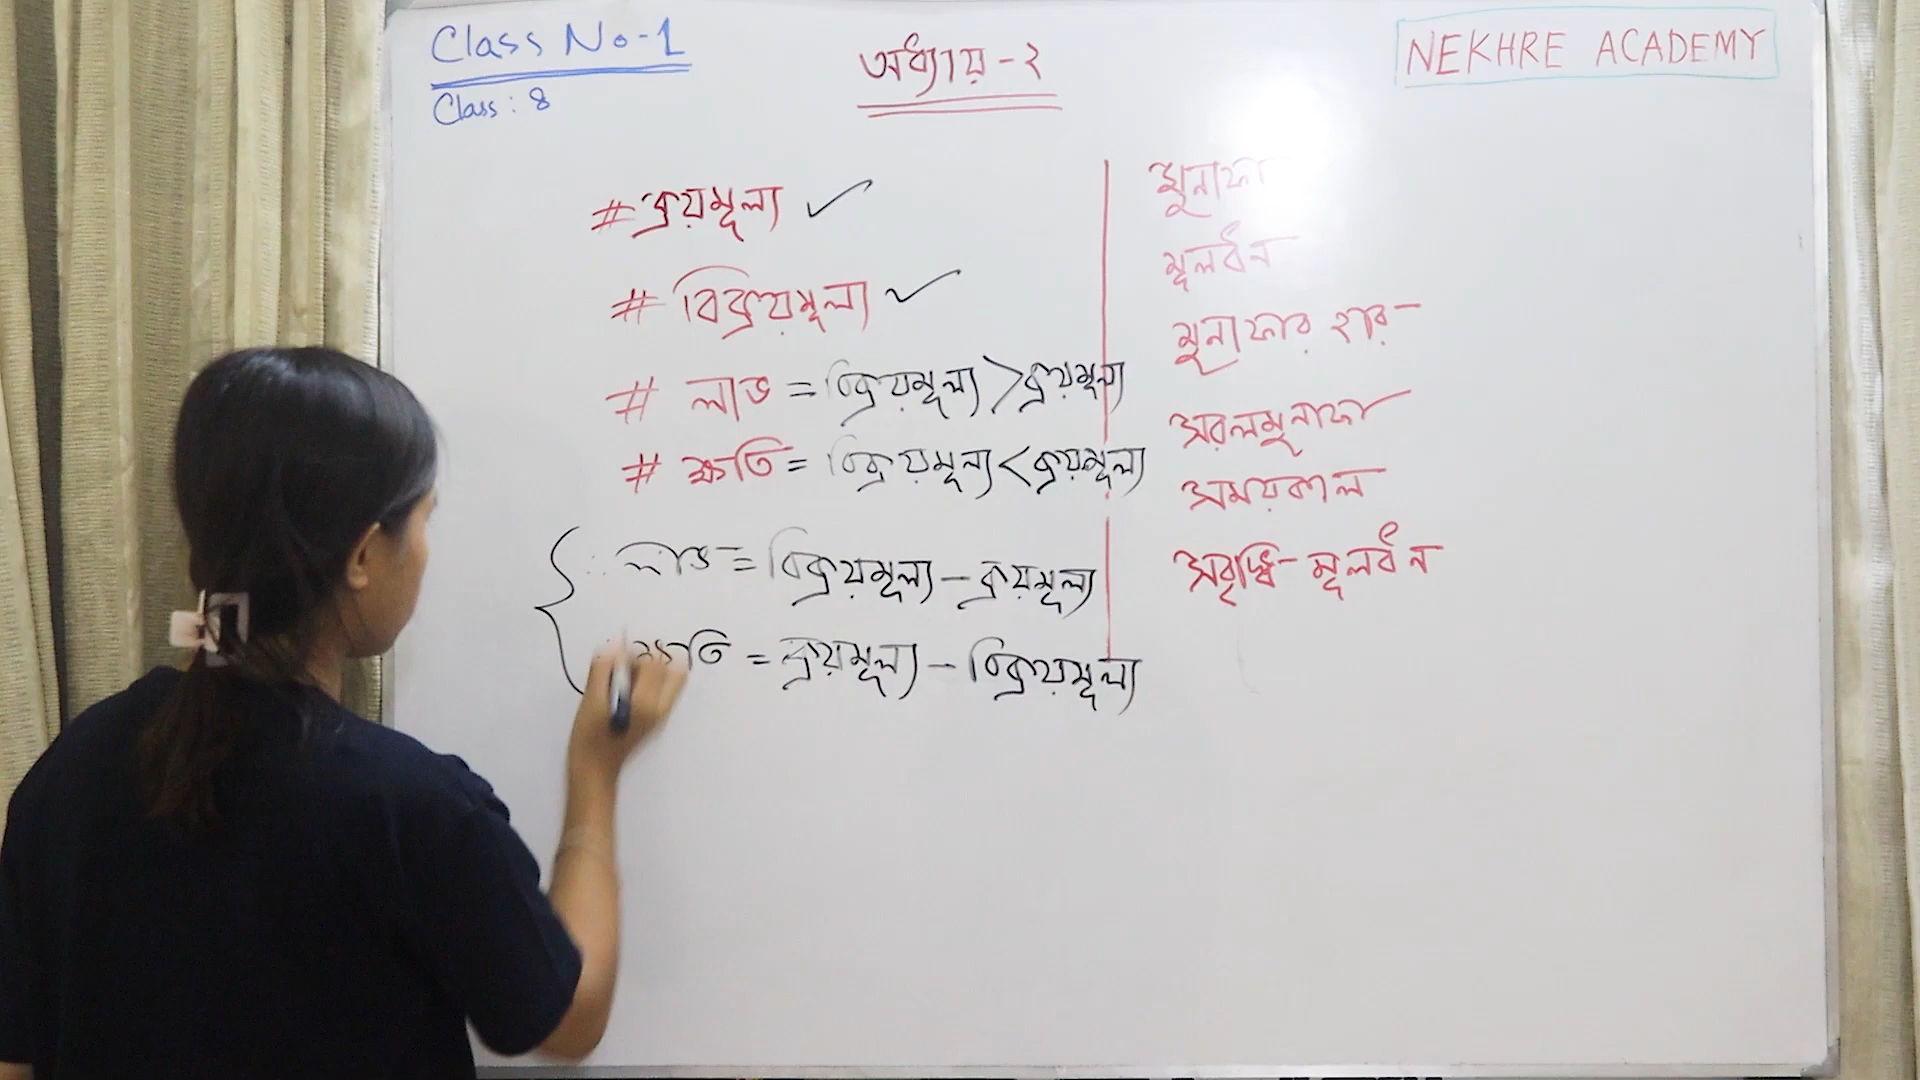 Class No-1
Class : 8
অধ্যায় - ২
NEKHRE ACADEMY
# ক্রয়মূল্য ✓
# বিক্রয়মূল্য ✓
# লাভ = বিক্রয়মূল্য > ক্রয়মূল্য
# ক্ষতি = বিক্রয়মূল্য < ক্রয়মূল্য
লাভ = বিক্রয়মূল্য - ক্রয়মূল্য
ক্ষতি = ক্রয়মূল্য - বিক্রয়মূল্য
মুনাফা
মূলধন
মুনাফার হার
সরলমুনাফা
সময়কাল
সবৃদ্ধি-মূলধন